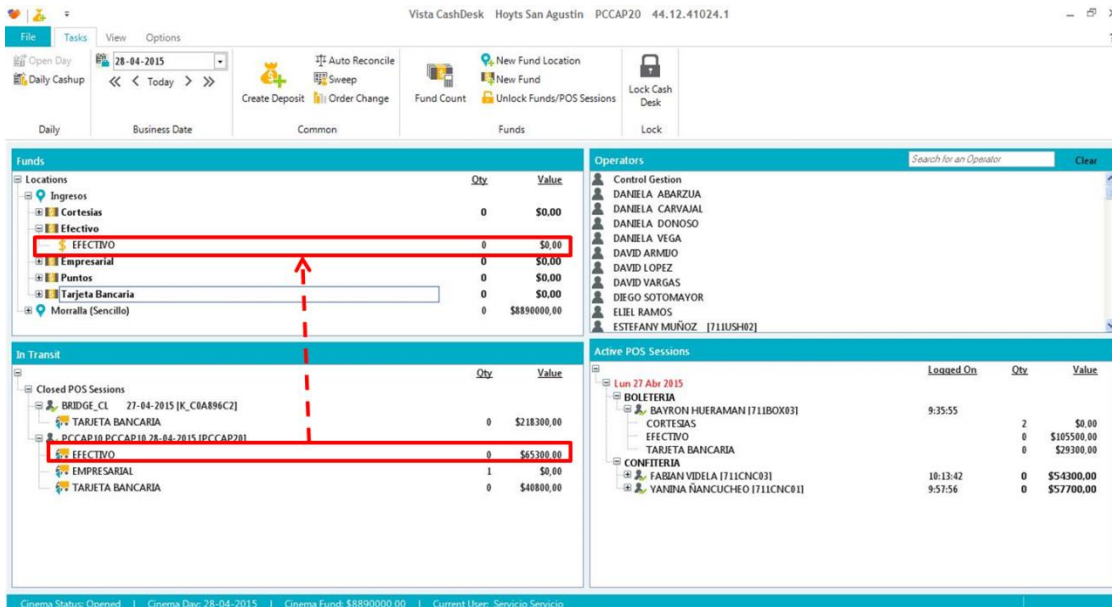 Vista CashDesk Hoyts San Agustin PCCAP20 44.12.41024.1
File Tasks View Options
Open Day 28-04-2015 Auto Reconcile New Fund Location
Daily Cashup Today Sweep New Fund
Create Deposit Order Change Fund Count Unlock Funds/POS Sessions Lock Cash Desk
Daily Business Date Common Funds Lock
Funds
Locations Qty Value
Ingresos
Cortesias 0 $0,00
Efectivo
EFECTIVO 0 $0,00
Empresarial 0 $0,00
Puntos 0 $0,00
Tarjeta Bancaria 0 $0,00
Morralla (Sencillo) 0 $8890000,00
Operators Search for an Operator Clear
Control Gestion
DANIELA ABARZUA
DANIELA CARVAJAL
DANIELA DONOSO
DANIELA VEGA
DAVID ARMIJO
DAVID LOPEZ
DAVID VARGAS
DIEGO SOTOMAYOR
ELIEL RAMOS
ESTEFANY MUÑOZ [711USH02]
In Transit
Qty Value
Closed POS Sessions
BRIDGE_CL 27-04-2015 [K_C0A896C2]
TARJETA BANCARIA 0 $218300,00
PCCAP10 PCCAP10 28-04-2015 [PCCAP20]
EFECTIVO 0 $65300,00
EMPRESARIAL 1 $0,00
TARJETA BANCARIA 0 $40800,00
Active POS Sessions
Logged On Qty Value
Lun 27 Abr 2015
BOLETERIA
BAYRON HUERAMAN [711BOX03] 9:35:55
CORTESIAS 2 $0,00
EFECTIVO 0 $105500,00
TARJETA BANCARIA 0 $29300,00
CONFITERIA
FABIAN VIDELA [711CNC03] 10:13:42 0 $54300,00
YANINA ÑANCUCHEO [711CNC01] 9:57:56 0 $57700,00
Cinema Status: Opened | Cinema Day: 28-04-2015 | Cinema Fund: $8890000,00 | Current User: Servicio Servicio